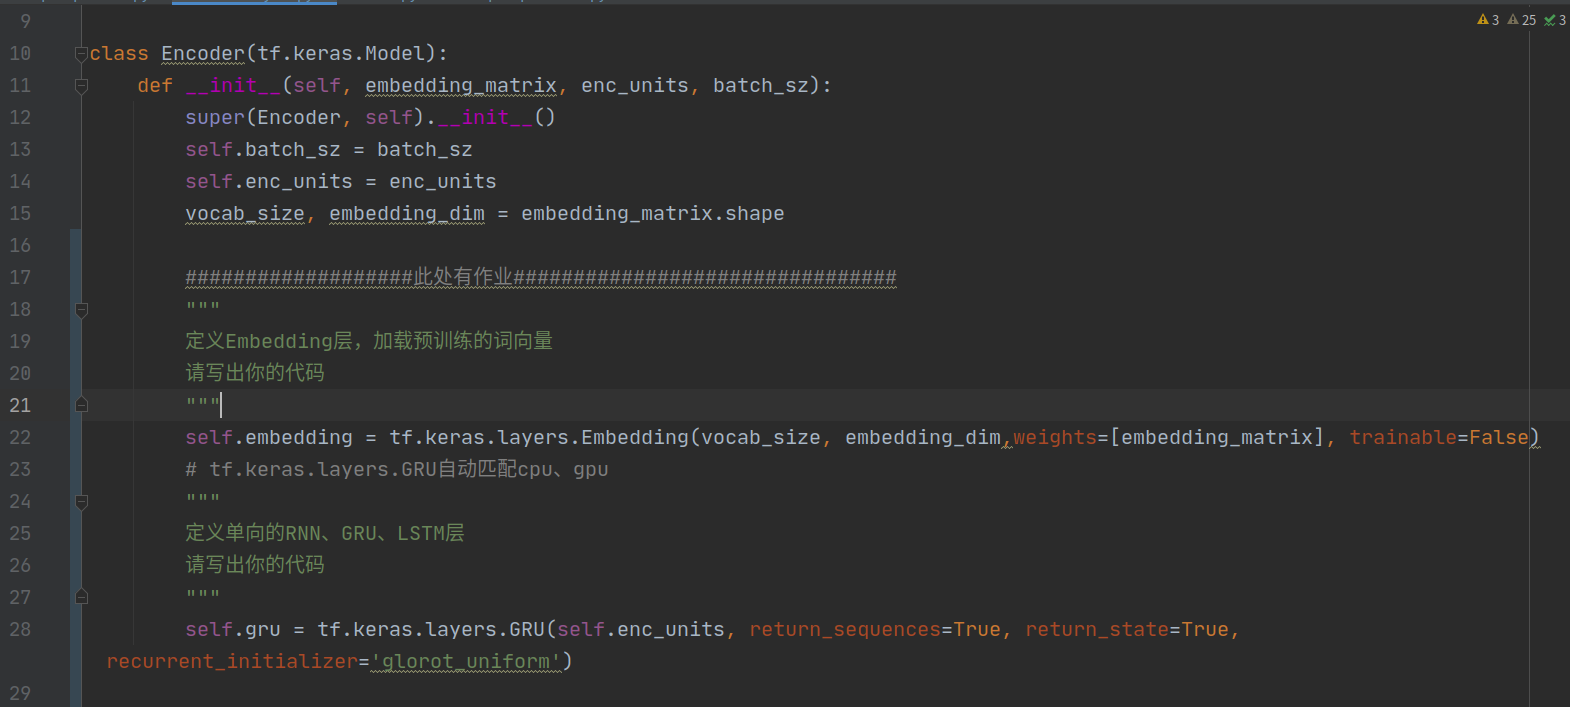 3 25 3
9
10 class Encoder(tf.keras.Model):
11 def __init__(self, embedding_matrix, enc_units, batch_sz):
12 super(Encoder, self).__init__()
13 self.batch_sz = batch_sz
14 self.enc_units = enc_units
15 vocab_size, embedding_dim = embedding_matrix.shape
16
17 ###################此处有作业################################
18 """
19 定义Embedding层，加载预训练的词向量
20 请写出你的代码
21 """
22 self.embedding = tf.keras.layers.Embedding(vocab_size, embedding_dim,weights=[embedding_matrix], trainable=False)
23 # tf.keras.layers.GRU自动匹配cpu、gpu
24 """
25 定义单向的RNN、GRU、LSTM层
26 请写出你的代码
27 """
28 self.gru = tf.keras.layers.GRU(self.enc_units, return_sequences=True, return_state=True,
recurrent_initializer='glorot_uniform')
29